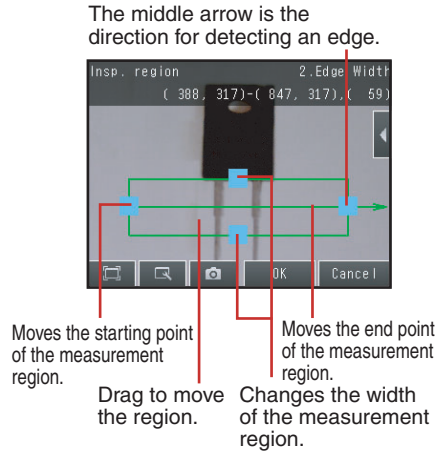 The middle arrow is the
direction for detecting an edge.
Insp. region 2.Edge Width
( 388, 317)-( 847, 317),( 59)
OK Cancel
Moves the starting point
of the measurement
region.
Drag to move
the region.
Changes the width
of the measurement
region.
Moves the end point
of the measurement
region.